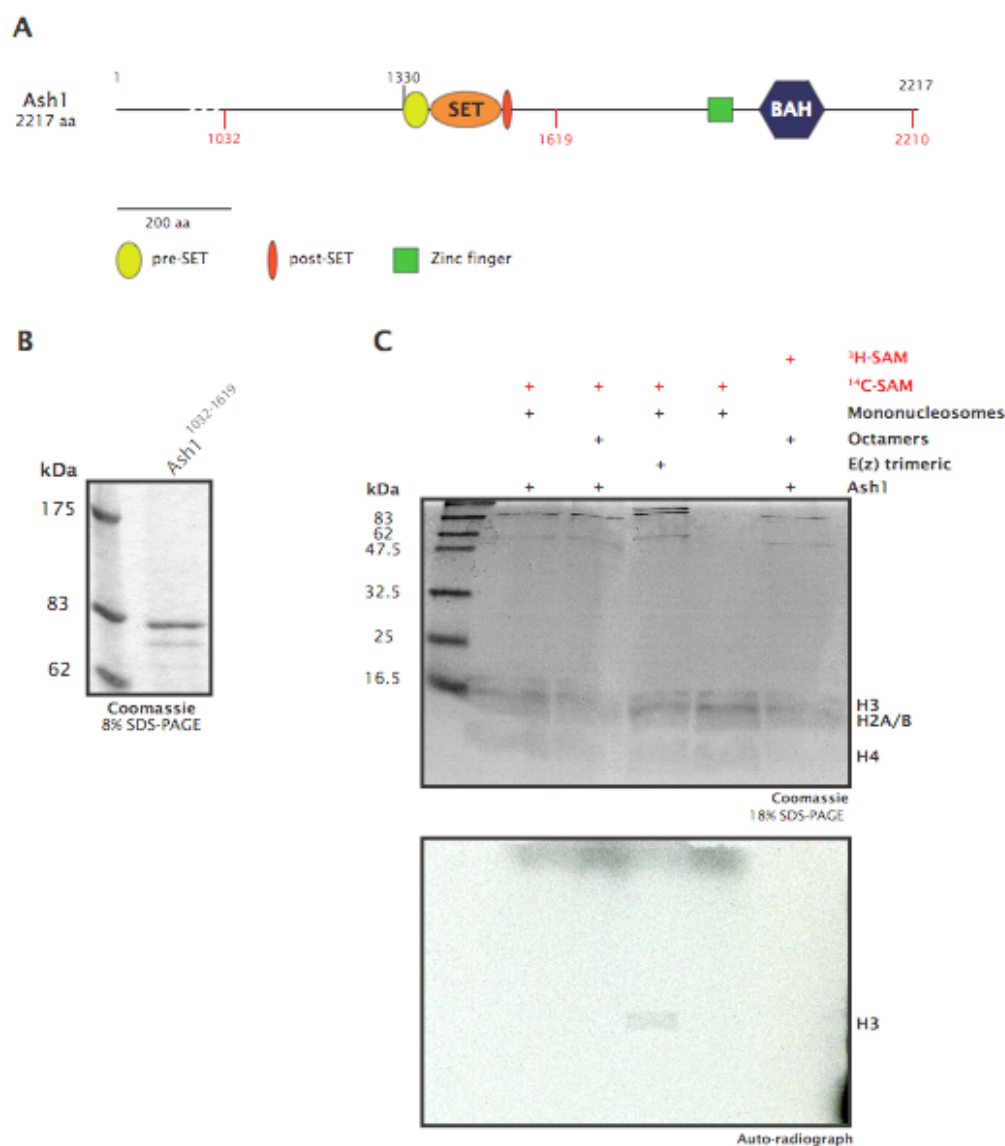 A
1
1330
2217
Ash1
2217 aa
SET
BAH
1032
1619
2210
200 aa
pre-SET
post-SET
Zinc finger
B
Ash1 1032-1619
kDa
175
83
62
Coomassie
8% SDS-PAGE
C
+ ³H-SAM
+ + + + ¹⁴C-SAM
+ + + Mononucleosomes
+ + Octamers
+ E(z) trimeric
kDa + + + Ash1
83
62
47.5
32.5
25
16.5
H3
H2A/B
H4
Coomassie
18% SDS-PAGE
H3
Auto-radiograph